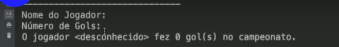 Nome do Jogador:
Número de Gols:
O jogador <desconhecido> fez 0 gol(s) no campeonato.